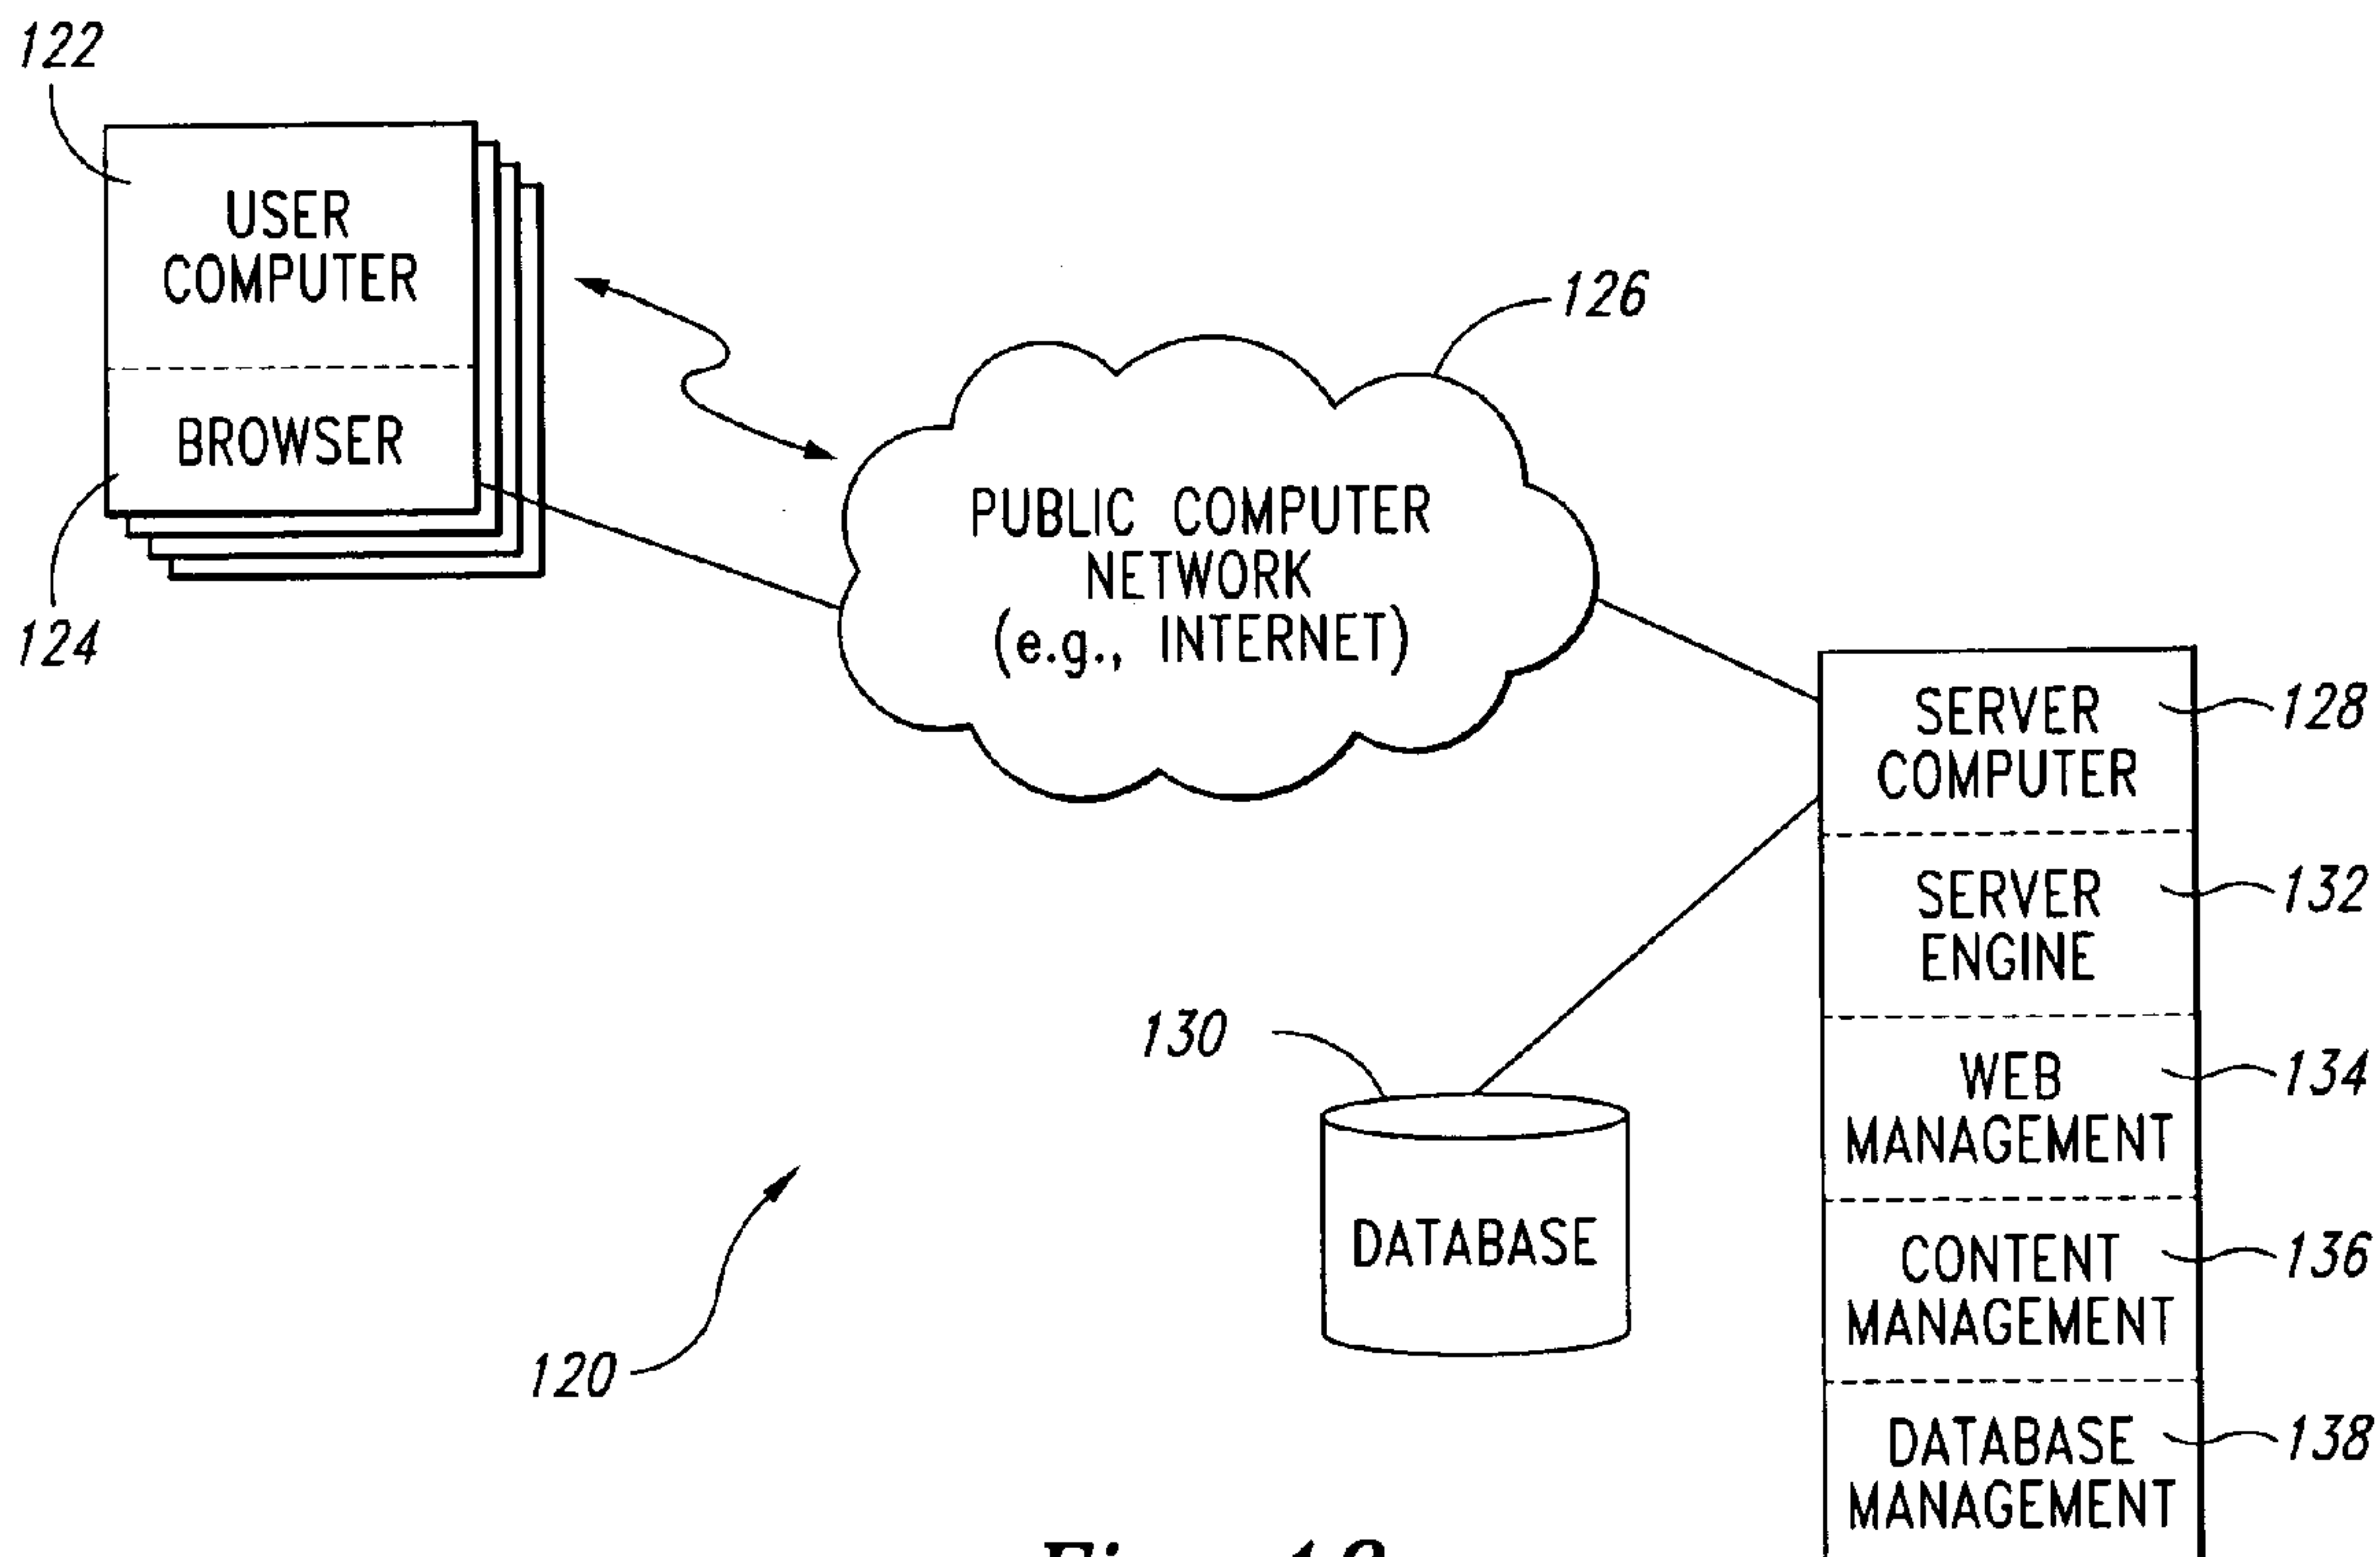 122
USER
COMPUTER
BROWSER
124
126
PUBLIC COMPUTER
NETWORK
(e.g., INTERNET)
SERVER
COMPUTER
128
SERVER
ENGINE
132
WEB
MANAGEMENT
134
CONTENT
MANAGEMENT
136
DATABASE
MANAGEMENT
138
130
DATABASE
120